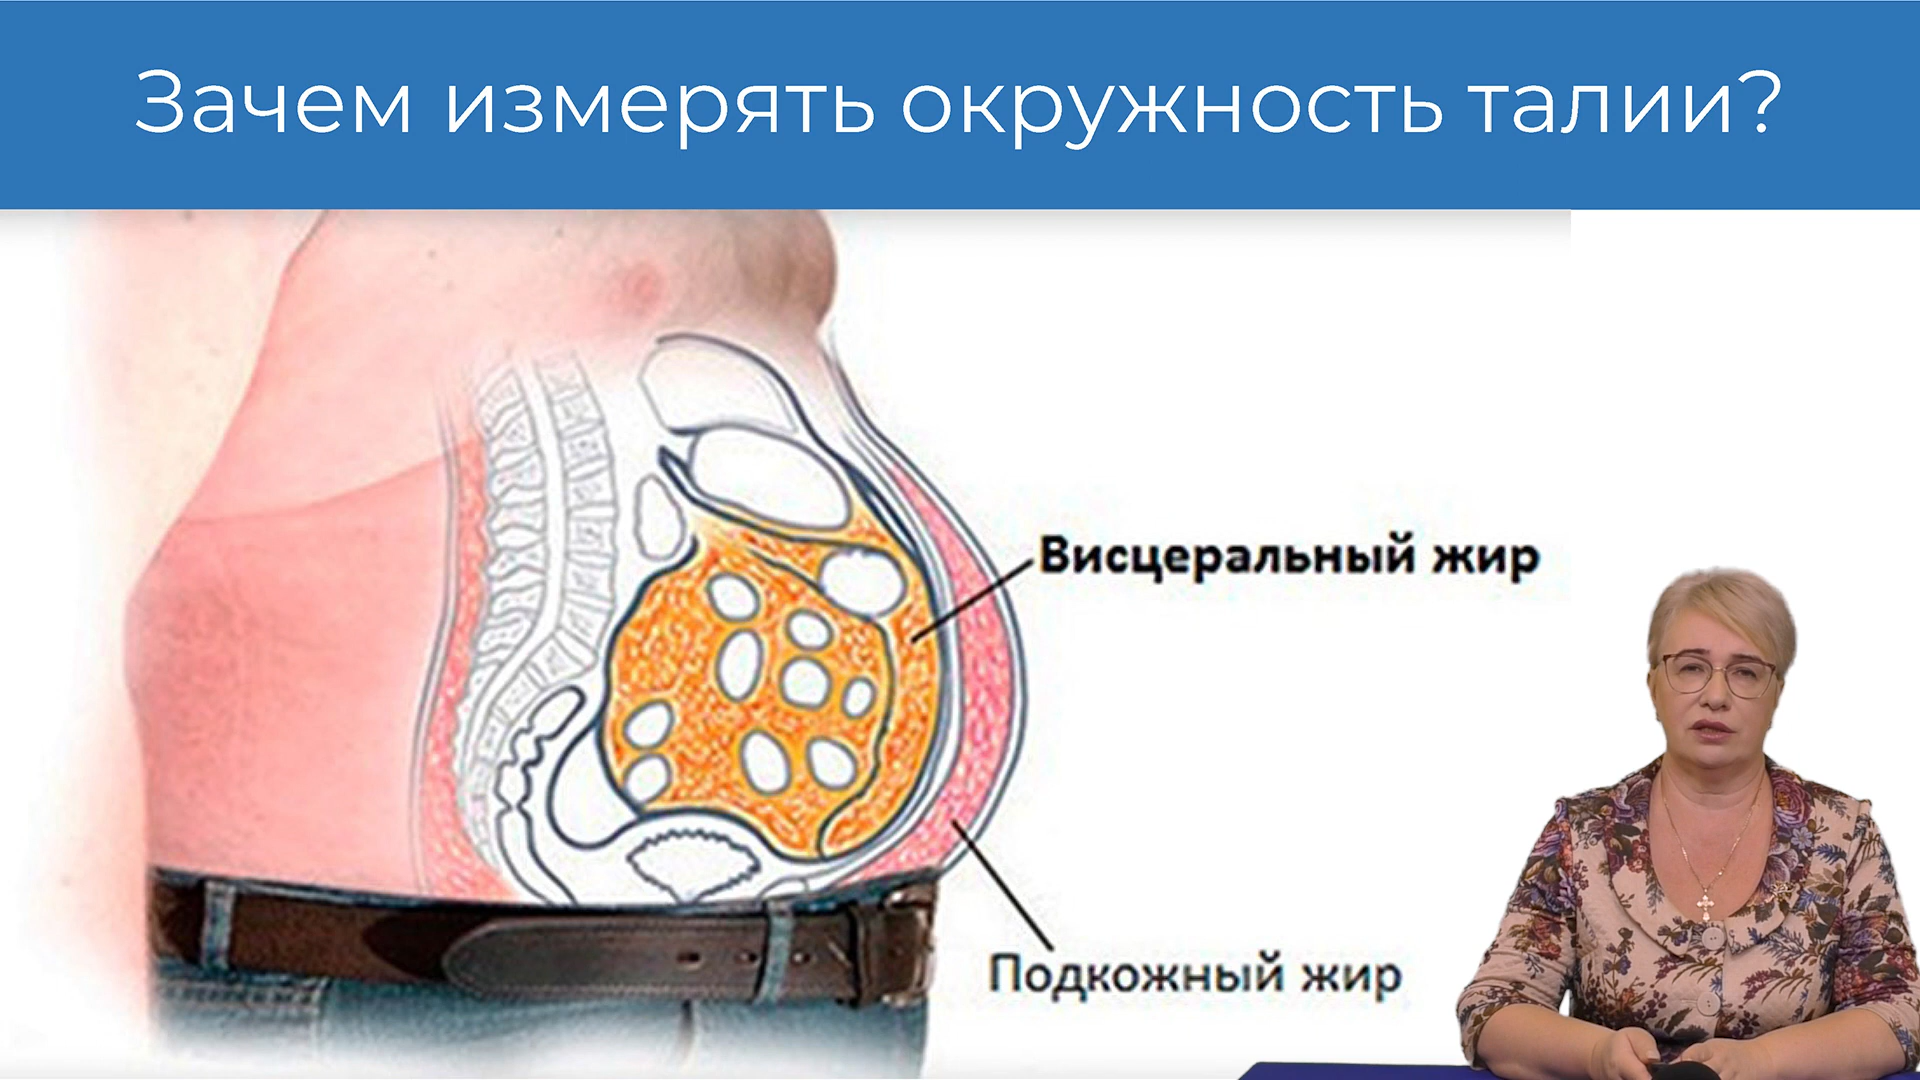 Зачем измерять окружность талии?
Висцеральный жир
Подкожный жир